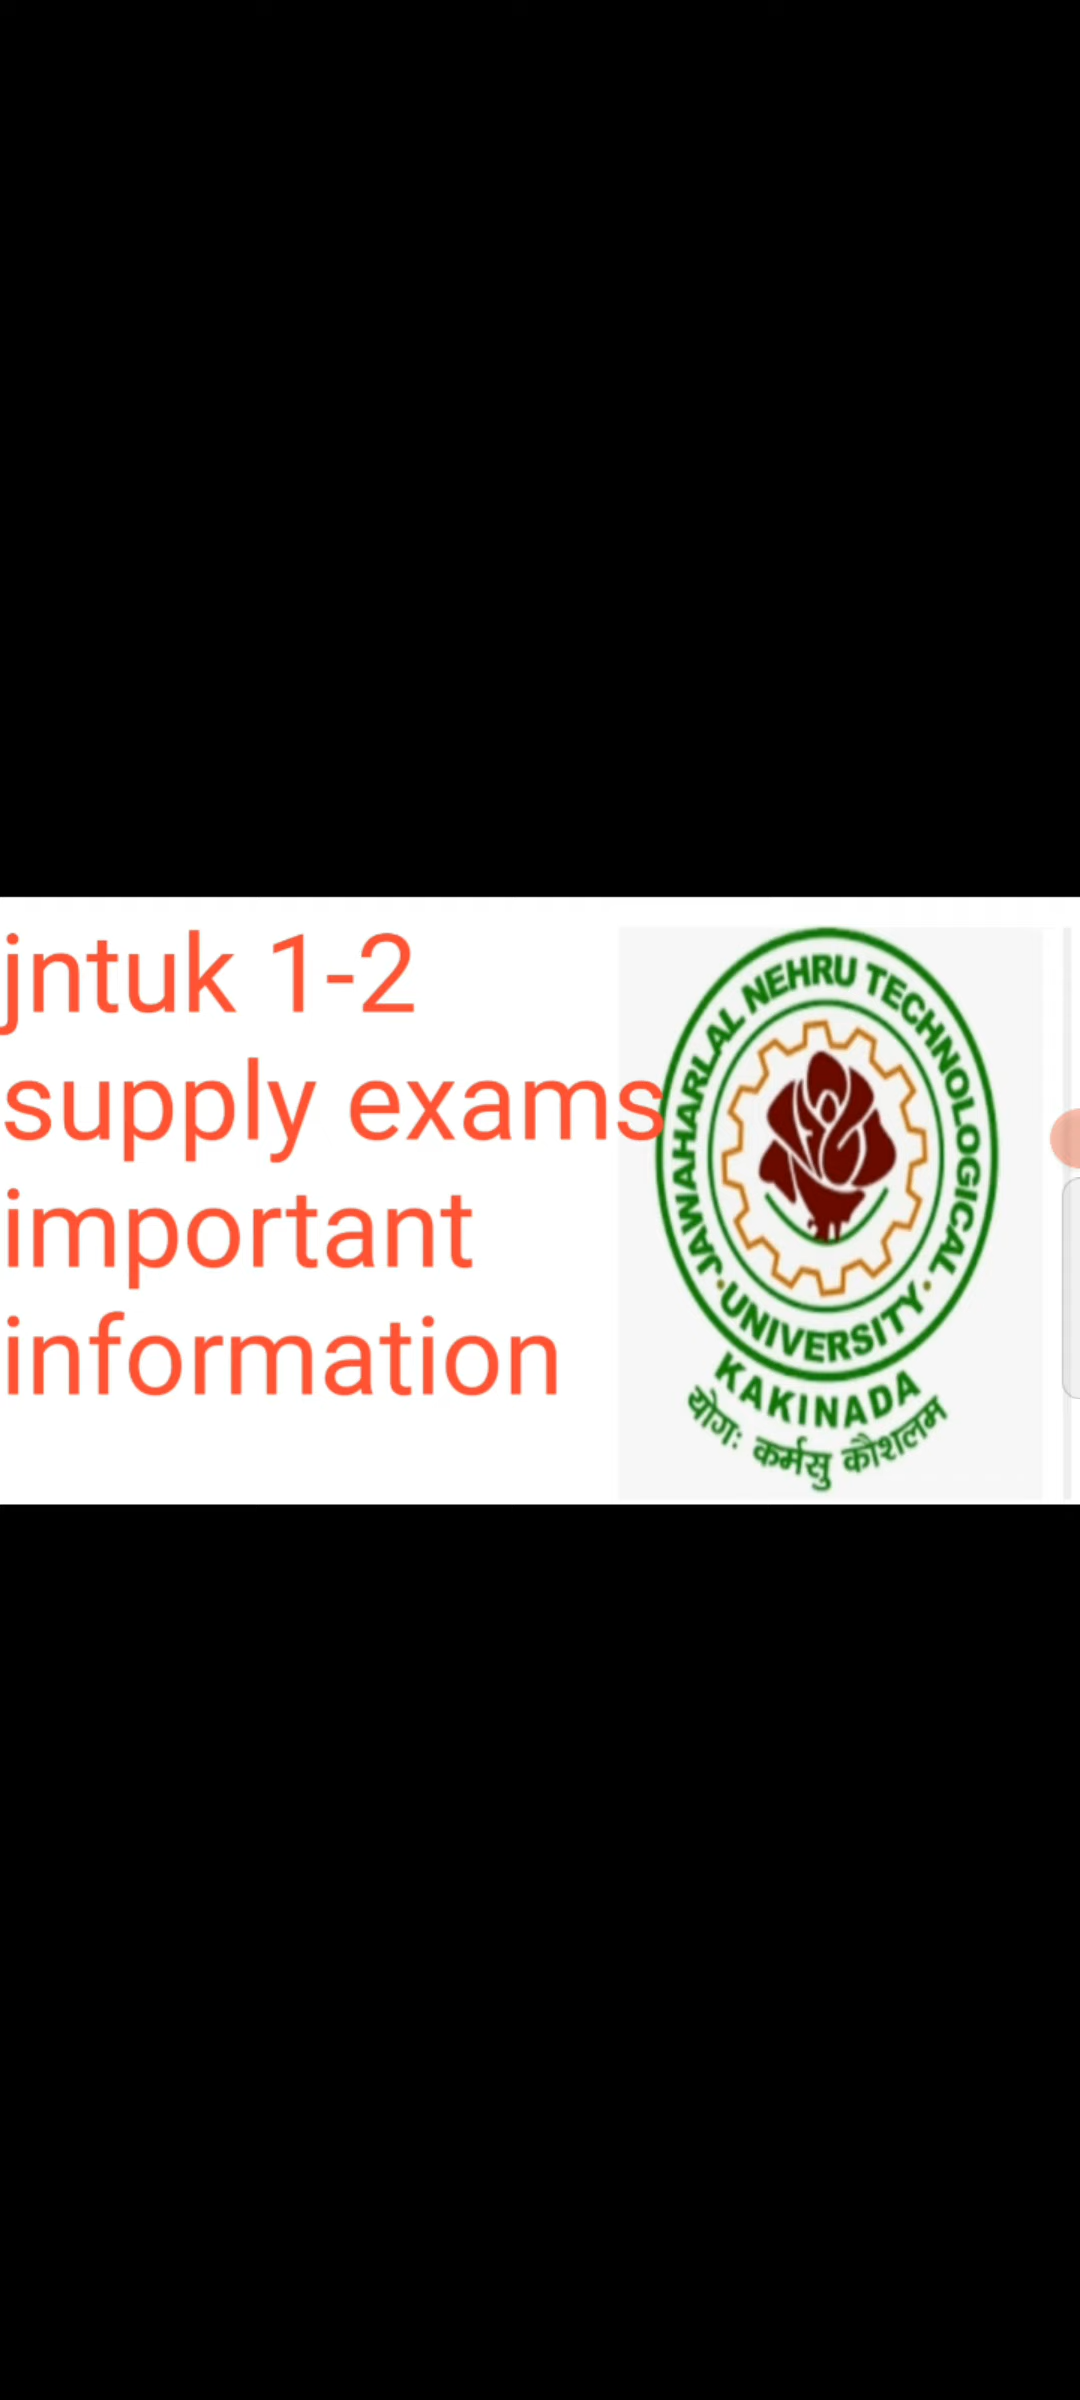 jntuk 1-2
supply exams
important
information
JAWAHARLAL NEHRU TECHNOLOGICAL
UNIVERSITY
KAKINADA
योगः कर्मसु कौशलम